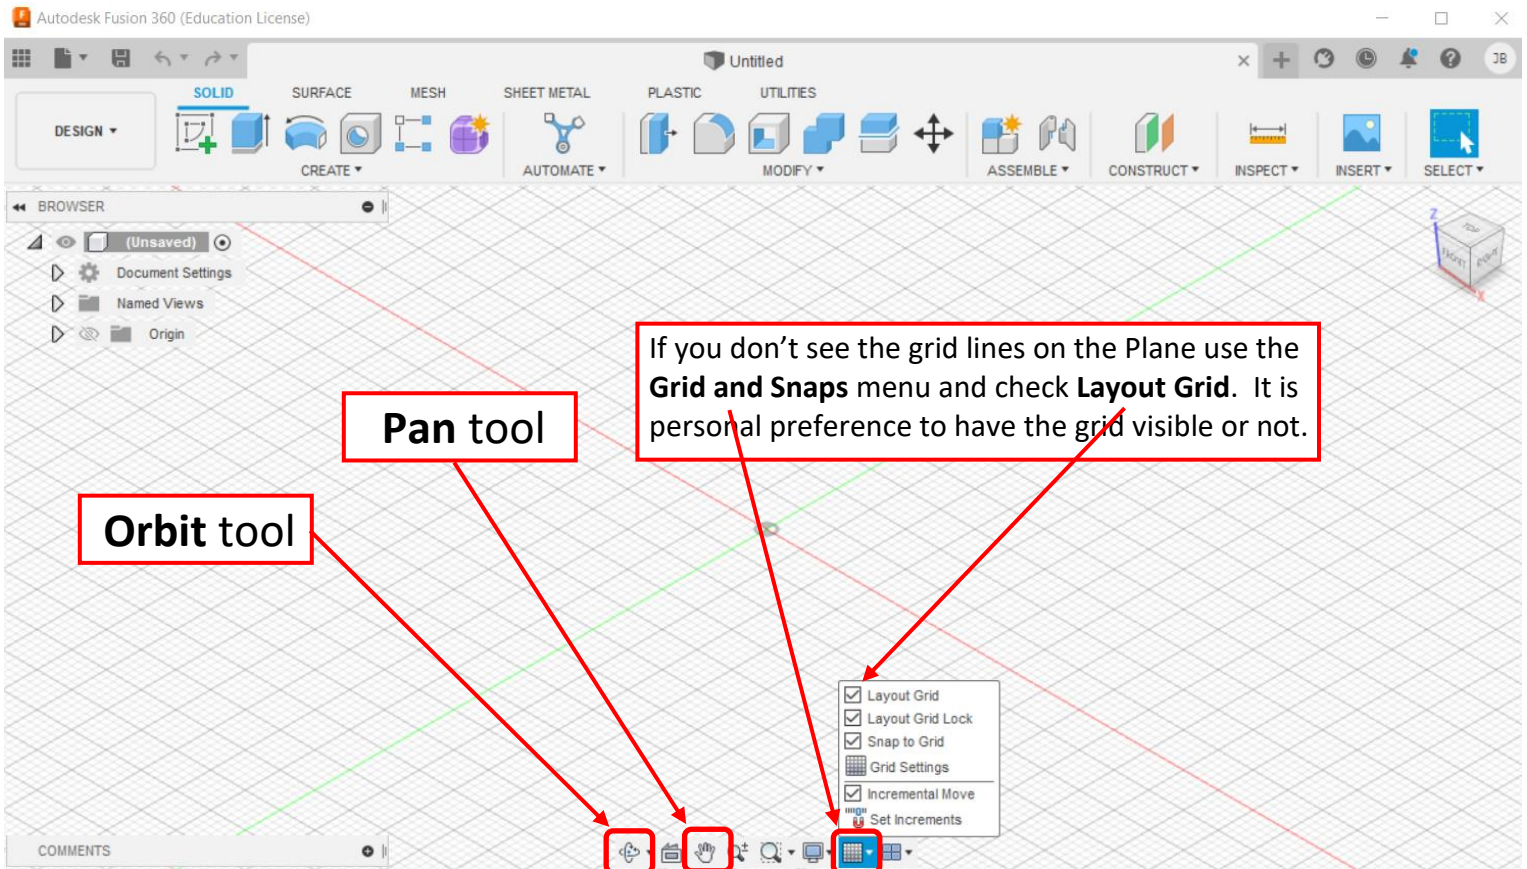 Autodesk Fusion 360 (Education License)
Untitled
JB
SOLID SURFACE MESH SHEET METAL PLASTIC UTILITIES
DESIGN
CREATE AUTOMATE MODIFY ASSEMBLE CONSTRUCT INSPECT INSERT SELECT
BROWSER
(Unsaved)
Document Settings
Named Views
Origin
Z
TOP
FRONT RIGHT
X
If you don’t see the grid lines on the Plane use the
Grid and Snaps menu and check Layout Grid. It is
personal preference to have the grid visible or not.
Pan tool
Orbit tool
Layout Grid
Layout Grid Lock
Snap to Grid
Grid Settings
Incremental Move
Set Increments
COMMENTS